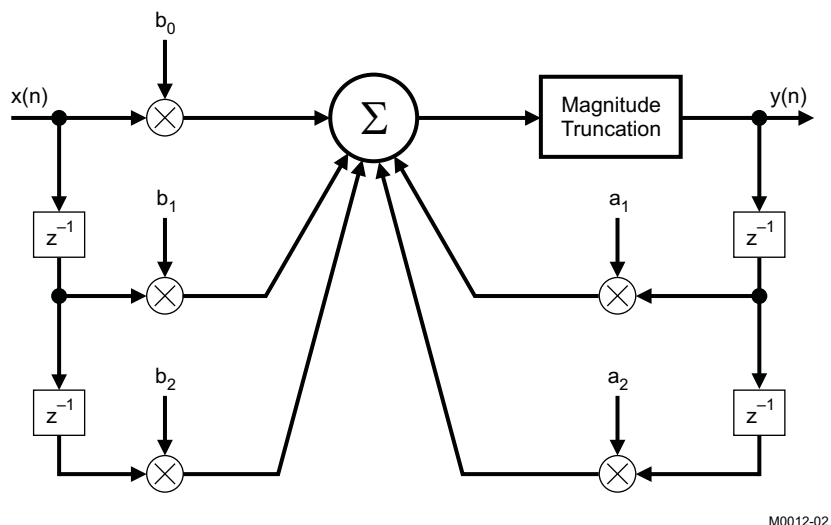 b0
x(n)
Σ
Magnitude
Truncation
y(n)
z–1
b1
a1
z–1
z–1
b2
a2
z–1
M0012-02